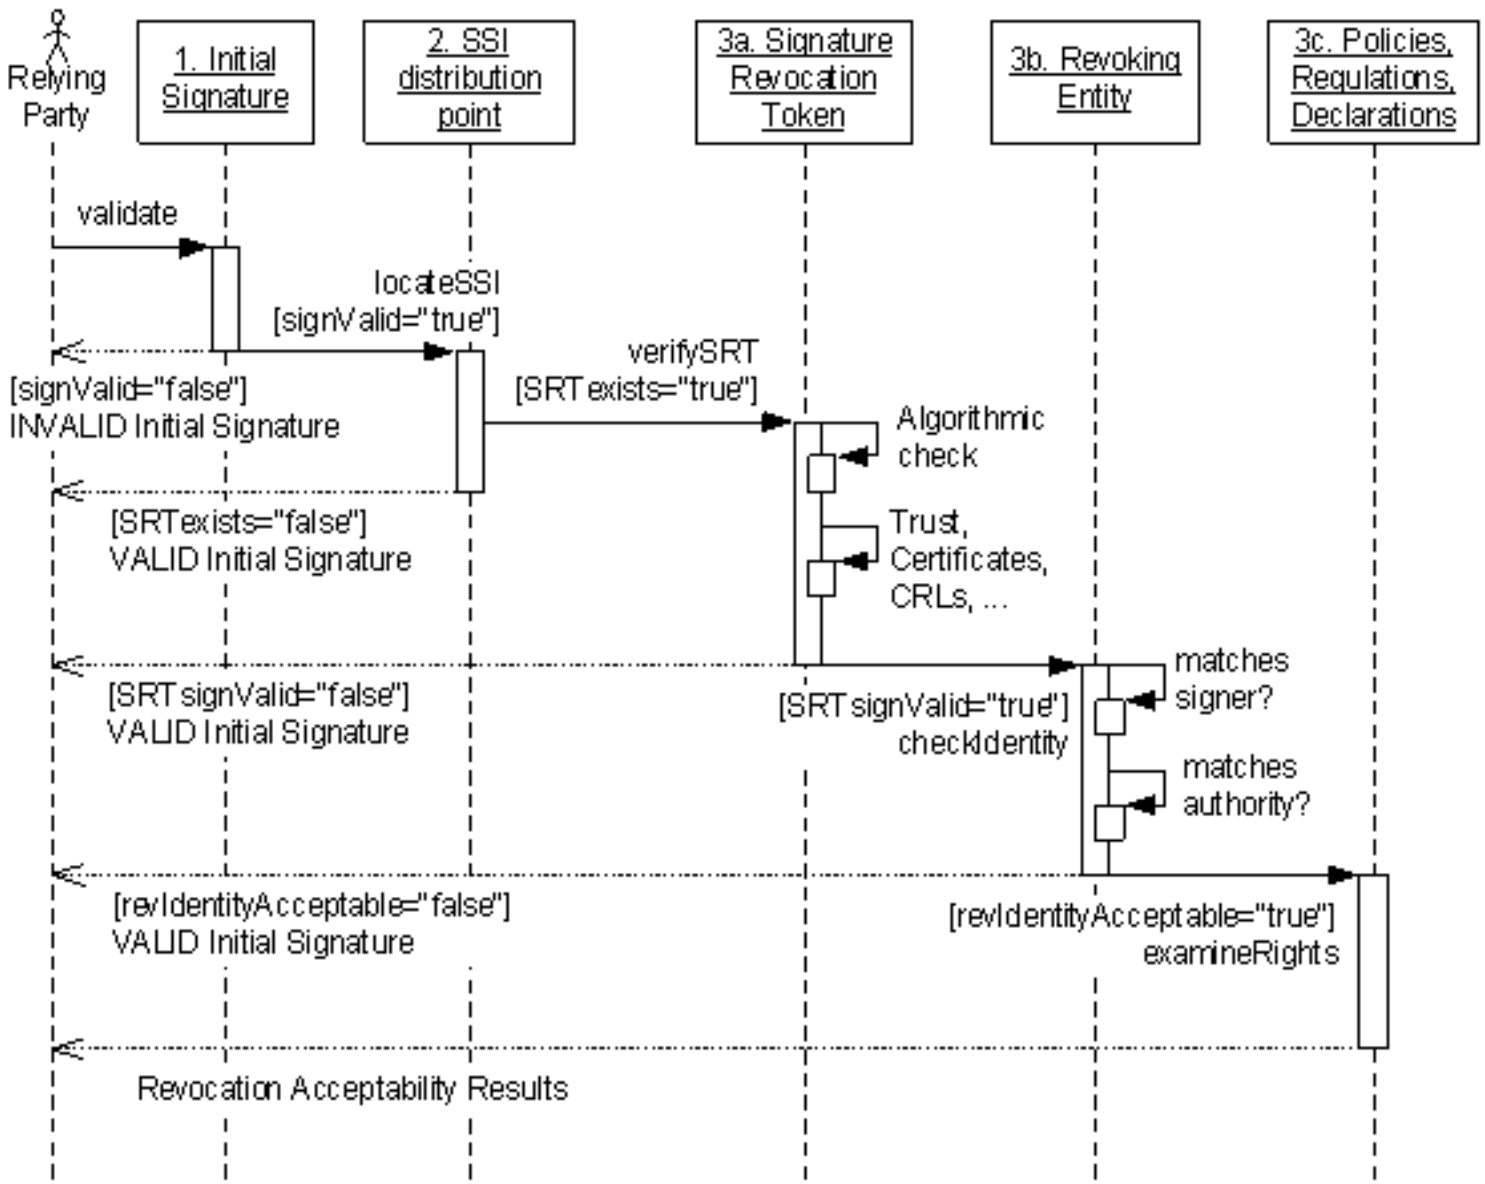 Relying
Party
1. Initial
Signature
2. SSI
distribution
point
3a. Signature
Revocation
Token
3b. Revoking
Entity
3c. Policies,
Regulations,
Declarations
validate
locateSSI
[signValid="true"]
verifySRT
[SRTexists="true"]
[signValid="false"]
INVALID Initial Signature
Algorithmic
check
[SRTexists="false"]
VALID Initial Signature
Trust,
Certificates,
CRLs, ...
[SRTsignValid="false"]
VALID Initial Signature
[SRTsignValid="true"]
checkIdentity
matches
signer?
matches
authority?
[revIdentityAcceptable="false"]
VALID Initial Signature
[revIdentityAcceptable="true"]
examineRights
Revocation Acceptability Results